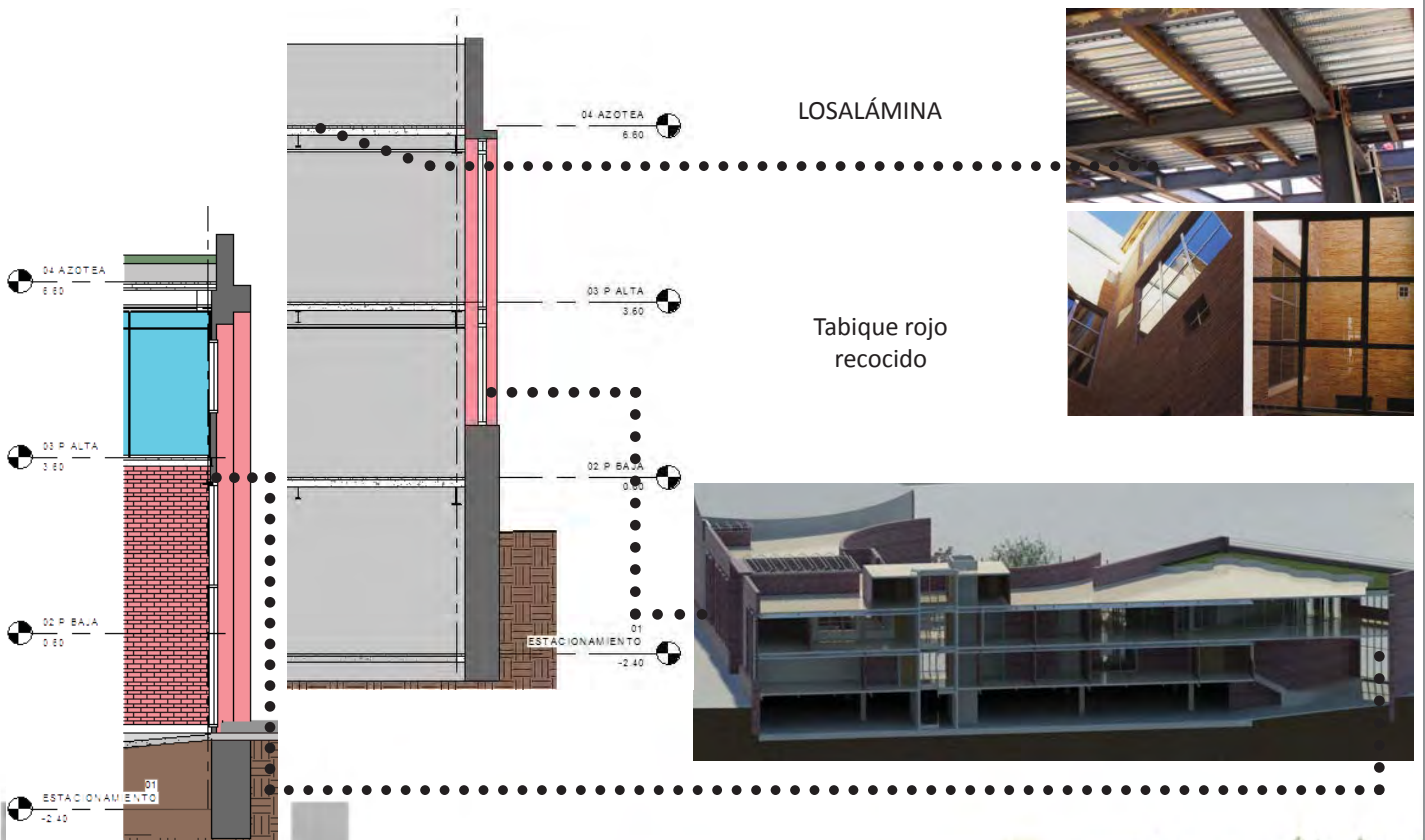 04 AZOTEA
6.60
03 P ALTA
3.60
02 P BAJA
0.60
01
ESTACIONAMIENTO
-2.40
04 AZOTEA
6.60
03 P ALTA
3.60
02 P BAJA
0.60
01
ESTACIONAMIENTO
-2.40
LOSALÁMINA
Tabique rojo
recocido